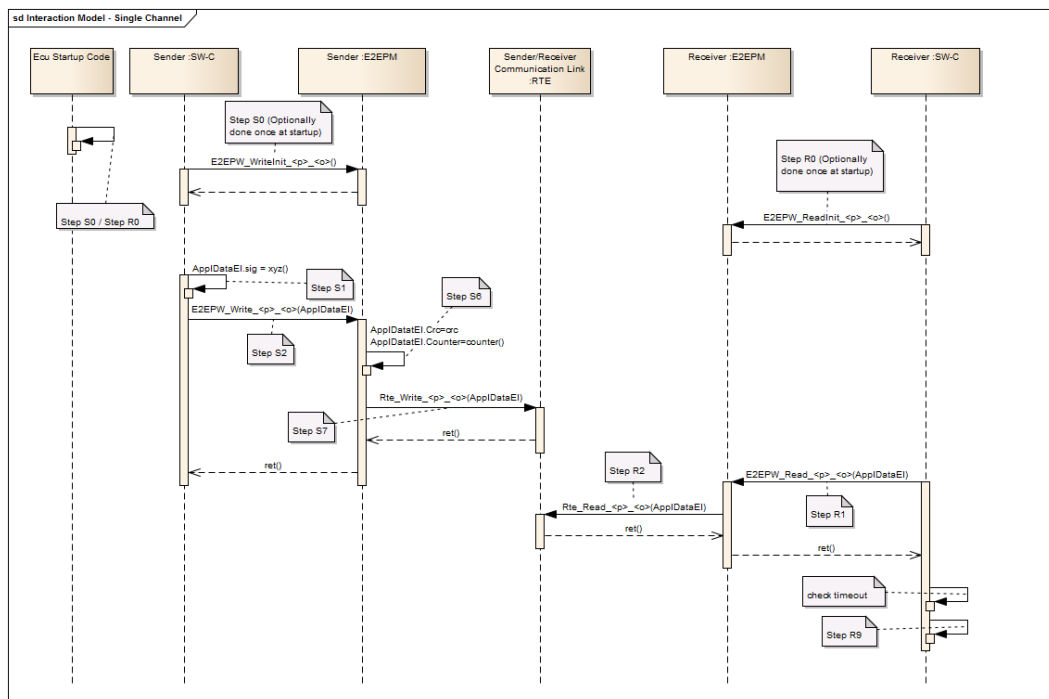 sd Interaction Model - Single Channel
Ecu Startup Code
Sender :SW-C
Sender :E2EPM
Sender/Receiver
Communication Link
:RTE
Receiver :E2EPM
Receiver :SW-C
Step S0 (Optionally
done once at startup)
E2EPW_WriteInit_<p>_<o>()
Step R0 (Optionally
done once at startup)
Step S0 / Step R0
E2EPW_ReadInit_<p>_<o>()
ApplDataEl.sig = xyz()
Step S1
Step S6
E2EPW_Write_<p>_<o>(ApplDataEl)
ApplDatatEl.Crc=crc
ApplDatatEl.Counter=counter()
Step S2
Rte_Write_<p>_<o>(ApplDataEl)
Step S7
ret()
ret()
Step R2
E2EPW_Read_<p>_<o>(ApplDataEl)
Rte_Read_<p>_<o>(ApplDataEl)
Step R1
ret()
ret()
check timeout
Step R9